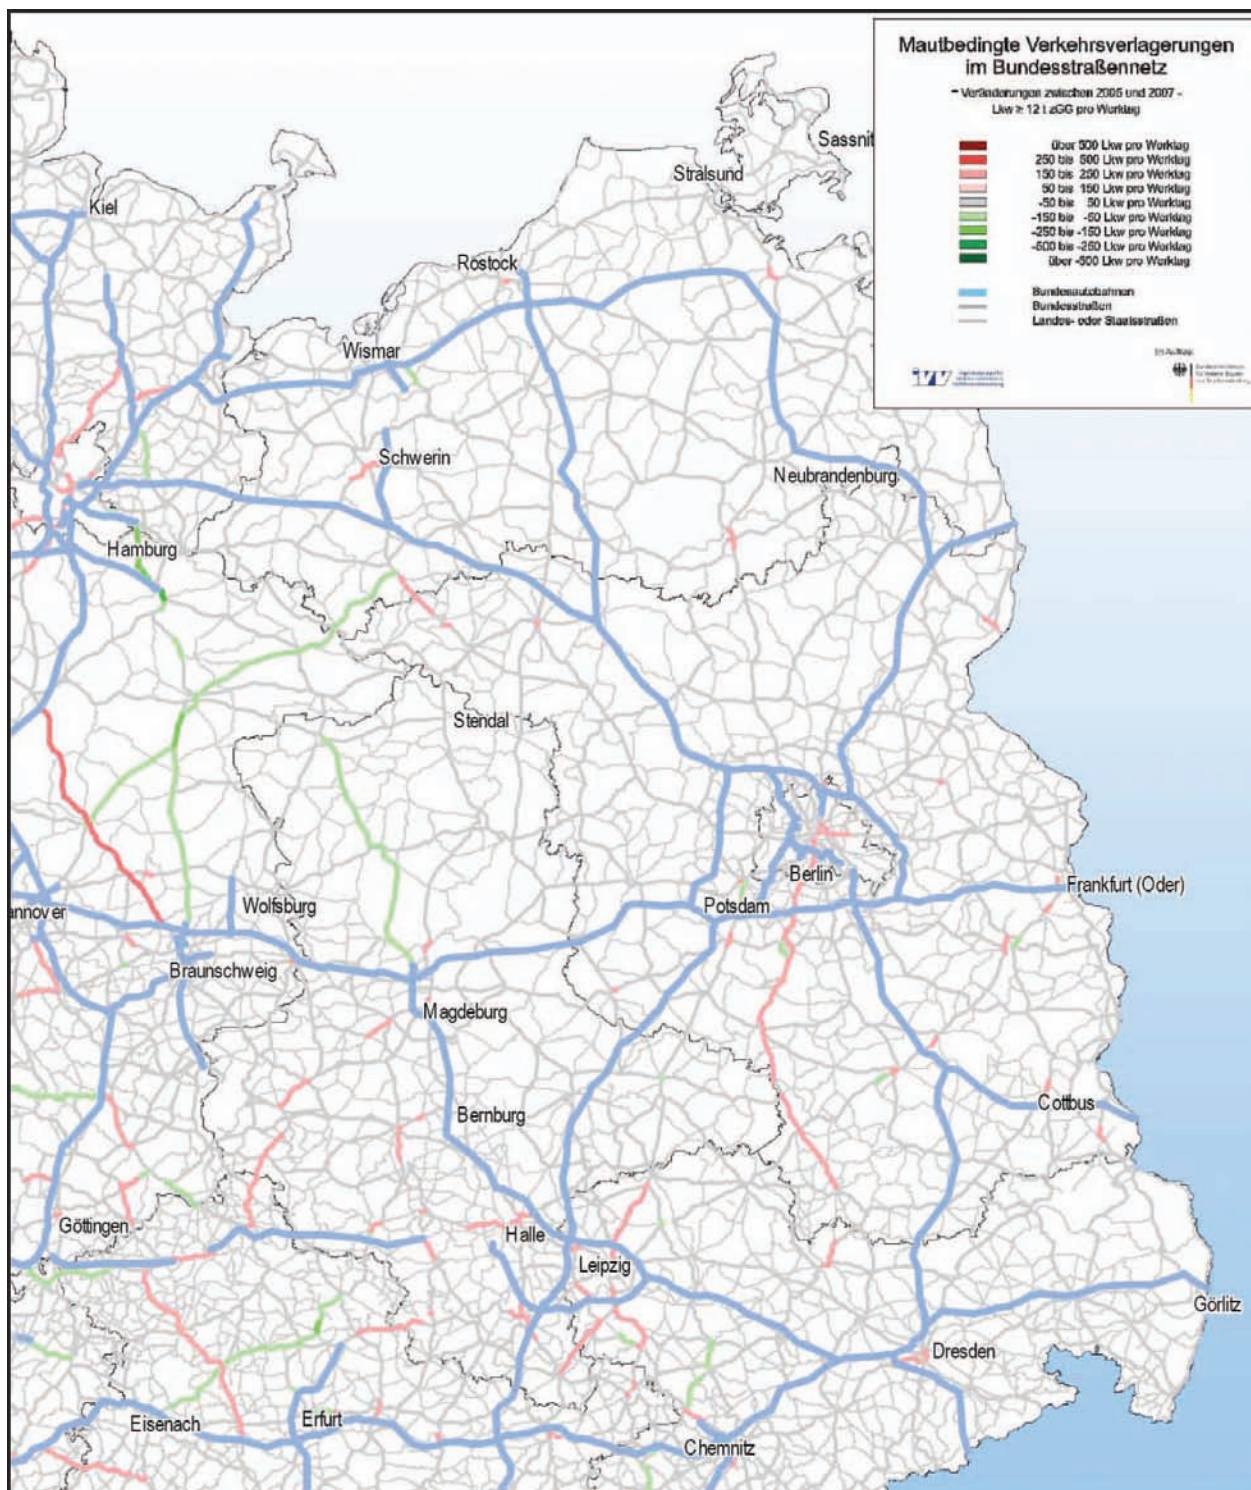 Mautbedingte Verkehrsverlagerungen
im Bundesstraßennetz
- Veränderungen zwischen 2005 und 2007 -
Lkw ≥ 12 t zGG pro Werktag
über 500 Lkw pro Werktag
250 bis 500 Lkw pro Werktag
150 bis 250 Lkw pro Werktag
50 bis 150 Lkw pro Werktag
-50 bis 50 Lkw pro Werktag
-150 bis -50 Lkw pro Werktag
-250 bis -150 Lkw pro Werktag
-500 bis -250 Lkw pro Werktag
über -500 Lkw pro Werktag
Bundesautobahnen
Bundesstraßen
Landes- oder Staatsstraßen
Im Auftrag:
IVV
Sassnit
Stralsund
Kiel
Rostock
Wismar
Schwerin
Neubrandenburg
Hamburg
Stendal
Berlin
Frankfurt (Oder)
Potsdam
Wolfsburg
annover
Braunschweig
Magdeburg
Cottbus
Bernburg
Göttingen
Halle
Leipzig
Görlitz
Dresden
Eisenach
Erfurt
Chemnitz